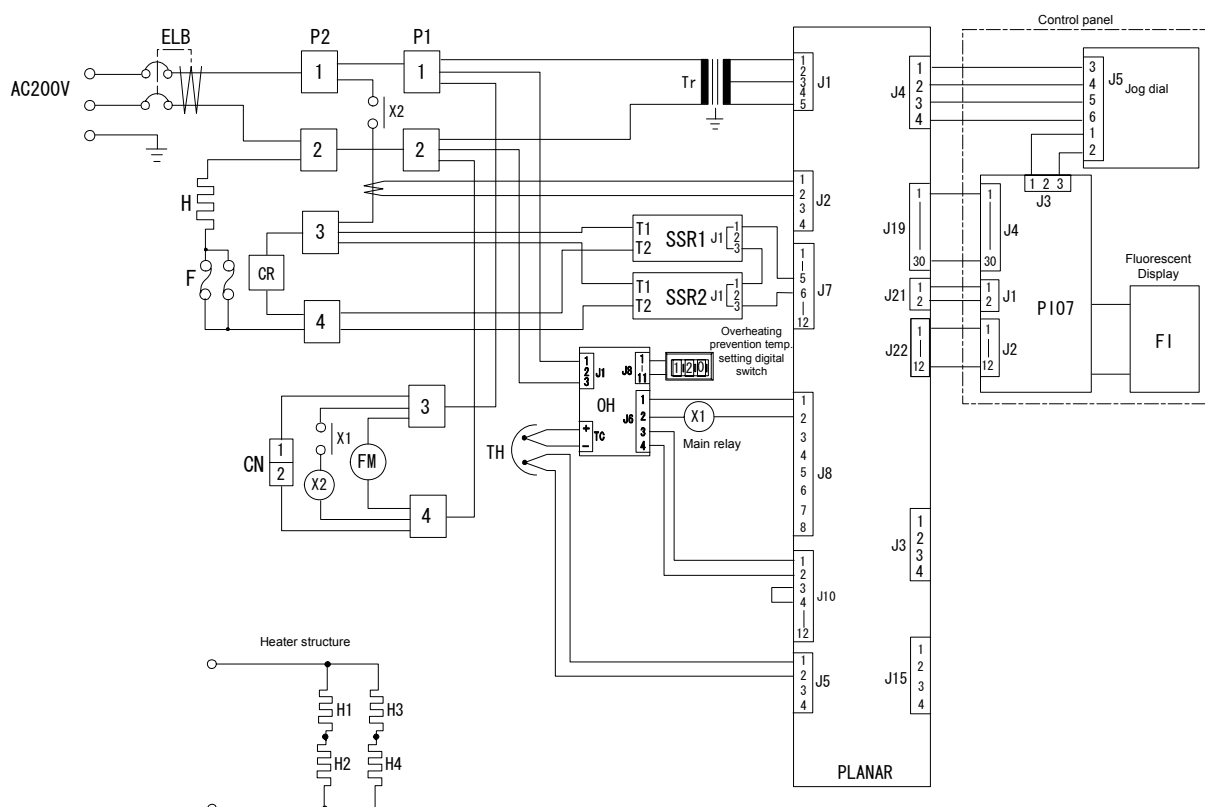 ELB
P2
P1
AC200V
1
1
X2
2
2
H
F
CR
3
4
Tr
T1
T2
SSR1
J1
1
2
3
T1
T2
SSR2
J1
1
2
3
Overheating
prevention temp.
setting digital
switch
1
2
3
J1
J8
1
11
1 2 0
OH
J6
1
2
3
4
+
TC
-
TH
X1
Main relay
3
CN
1
2
X1
X2
FM
4
1
2
3
4
5
J1
1
2
3
4
J2
1
5
6
12
J7
1
2
3
4
5
6
7
8
J8
1
2
3
4
12
J10
1
2
3
4
J5
PLANAR
J4
1
2
3
4
J19
1
30
J21
1
2
J22
1
12
J3
1
2
3
4
J15
1
2
3
4
Control panel
3
4
5
6
1
2
J5
Jog dial
1 2 3
J3
1
30
J4
1
2
J1
1
12
J2
PIO7
Fluorescent
Display
FI
Heater structure
H1
H3
H2
H4